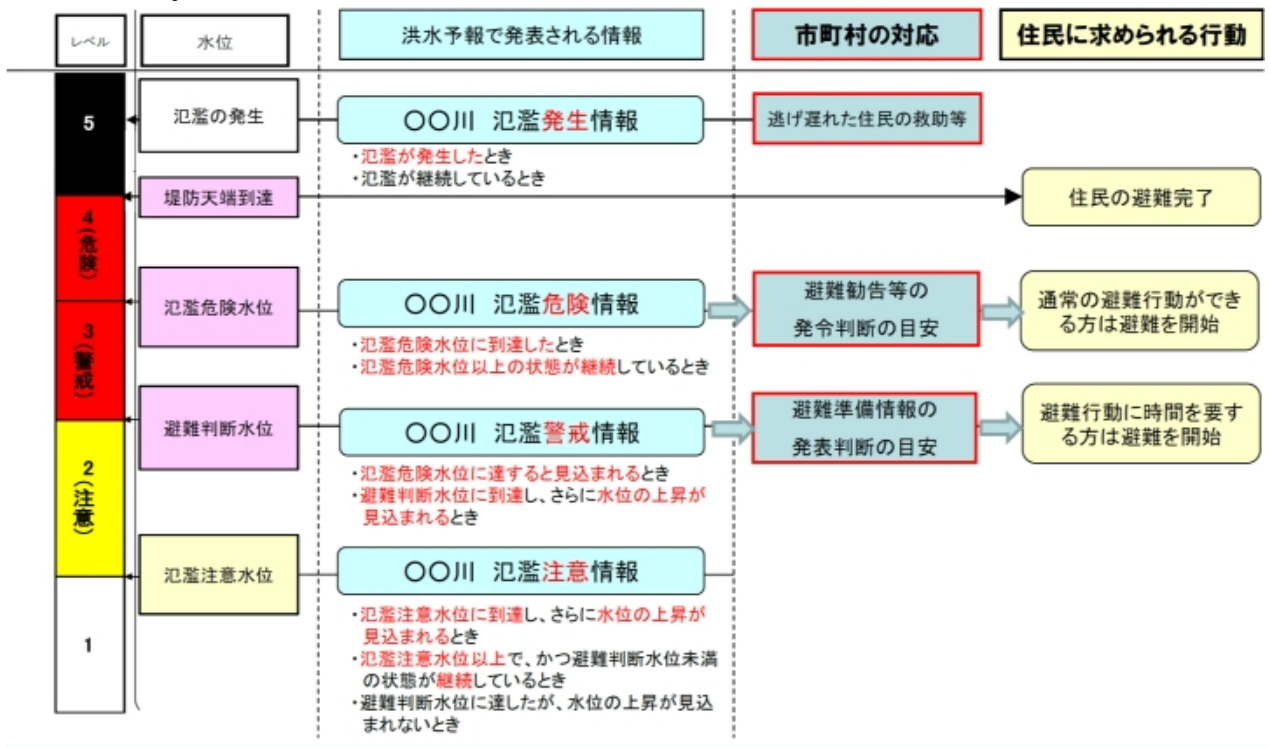 レベル
水位
洪水予報で発表される情報
市町村の対応
住民に求められる行動
5
氾濫の発生
〇〇川 氾濫発生情報
逃げ遅れた住民の救助等
・氾濫が発生したとき
・氾濫が継続しているとき
堤防天端到達
住民の避難完了
4(危険)
氾濫危険水位
〇〇川 氾濫危険情報
避難勧告等の
発令判断の目安
通常の避難行動ができ
る方は避難を開始
・氾濫危険水位に到達したとき
・氾濫危険水位以上の状態が継続しているとき
3(警戒)
避難判断水位
〇〇川 氾濫警戒情報
避難準備情報の
発表判断の目安
避難行動に時間を要す
る方は避難を開始
・氾濫危険水位に達すると見込まれるとき
・避難判断水位に到達し、さらに水位の上昇が
見込まれるとき
2(注意)
氾濫注意水位
〇〇川 氾濫注意情報
・氾濫注意水位に到達し、さらに水位の上昇が
見込まれるとき
・氾濫注意水位以上で、かつ避難判断水位未満
の状態が継続しているとき
・避難判断水位に達したが、水位の上昇が見込
まれないとき
1